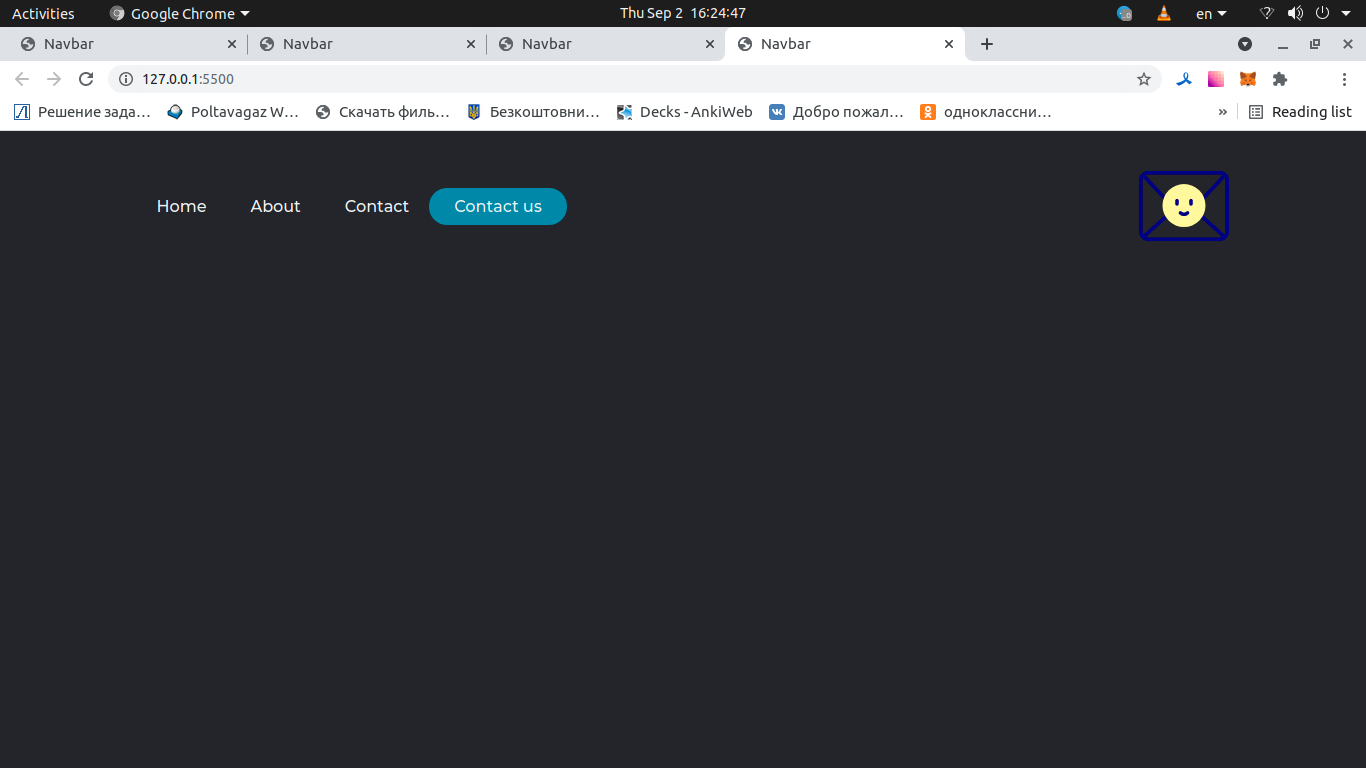 Activities Google Chrome Thu Sep 2 16:24:47 en
Navbar Navbar Navbar Navbar
127.0.0.1:5500
Решение зада… Poltavagaz W… Скачать филь… Безкоштовни… Decks - AnkiWeb Добро пожал… одноклассни… » Reading list
Home About Contact Contact us